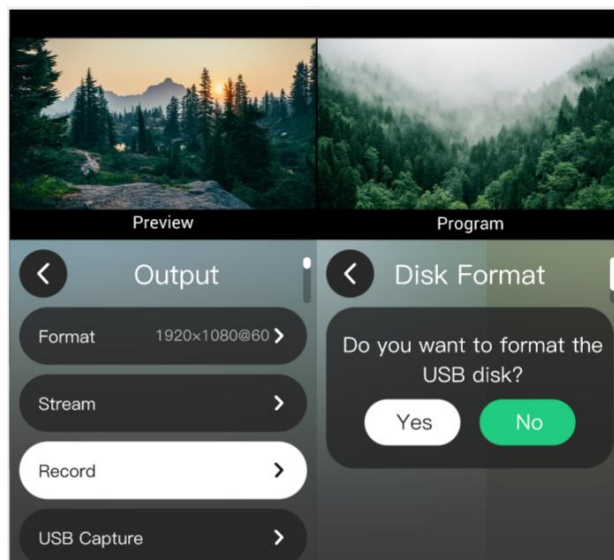 Preview
Program
Output
Format 1920×1080@60
Stream
Record
USB Capture
Disk Format
Do you want to format the
USB disk?
Yes No